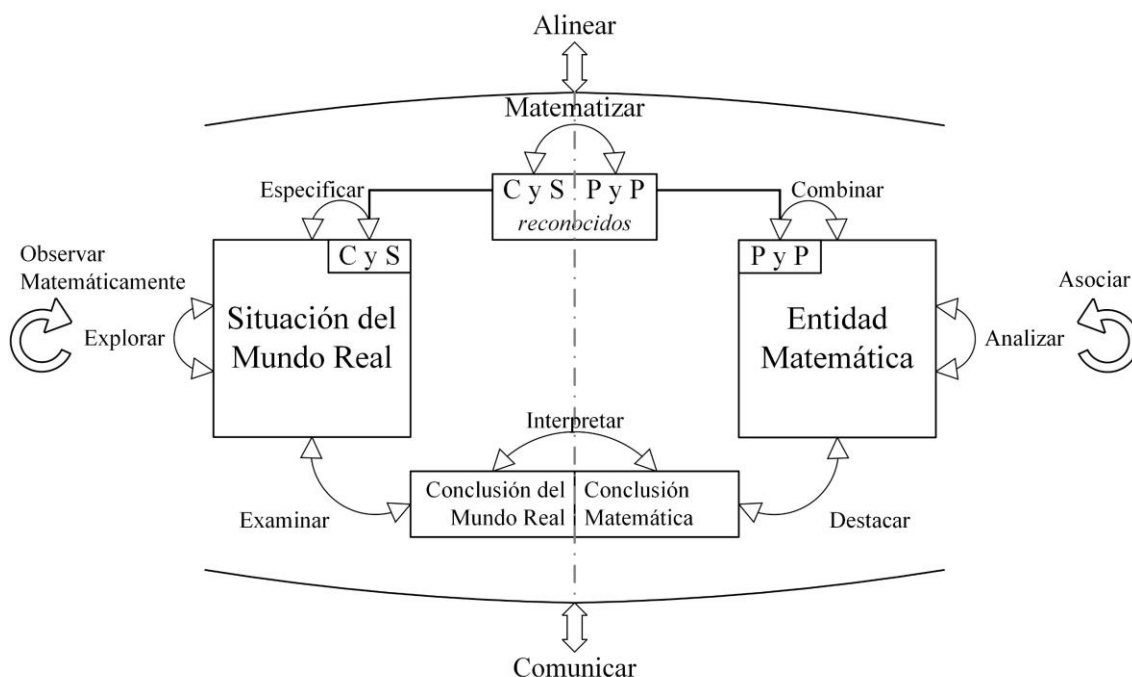 Alinear
Matematizar
Especificar
C y S P y P
reconocidos
Combinar
Observar
Matemáticamente
Explorar
C y S
Situación del
Mundo Real
P y P
Entidad
Matemática
Asociar
Analizar
Interpretar
Conclusión del
Mundo Real
Conclusión
Matemática
Examinar
Destacar
Comunicar